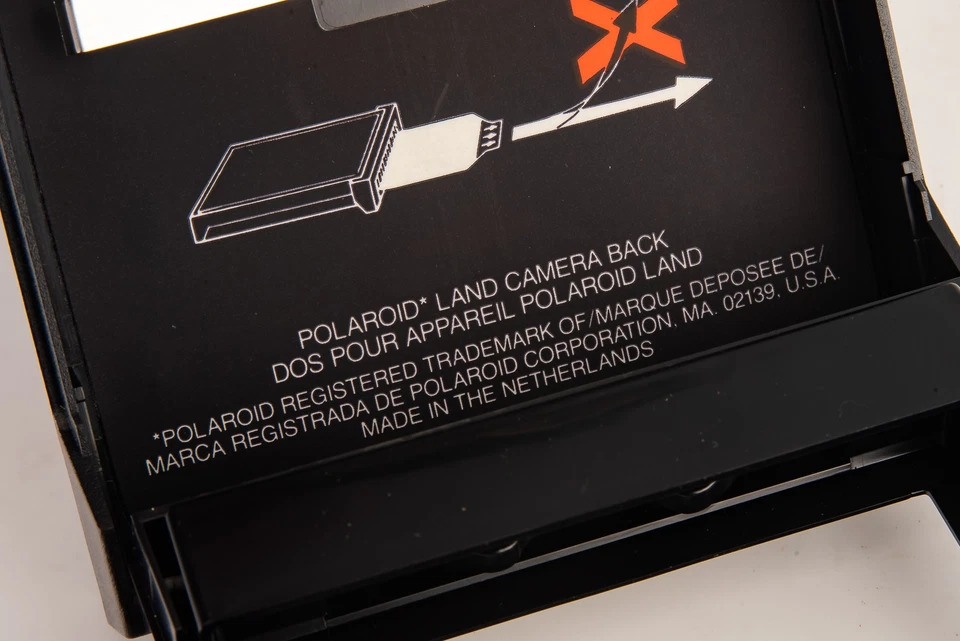 POLAROID* LAND CAMERA BACK
DOS POUR APPAREIL POLAROID LAND
*POLAROID REGISTERED TRADEMARK OF/MARQUE DEPOSEE DE/
MARCA REGISTRADA DE POLAROID CORPORATION, MA. 02139, U.S.A.
MADE IN THE NETHERLANDS